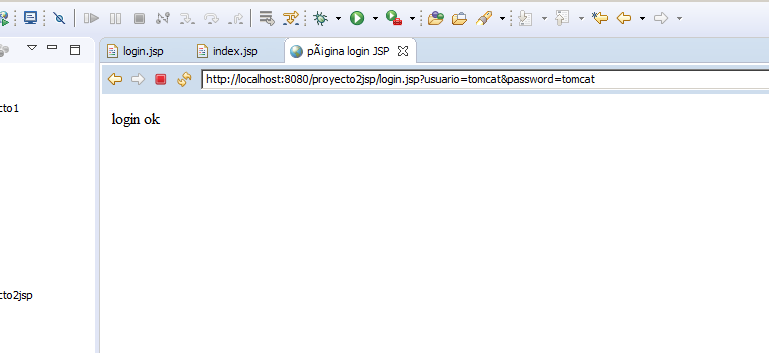 login.jsp index.jsp pÃ¡gina login JSP
cto1
http://localhost:8080/proyecto2jsp/login.jsp?usuario=tomcat&password=tomcat
login ok
cto2jsp